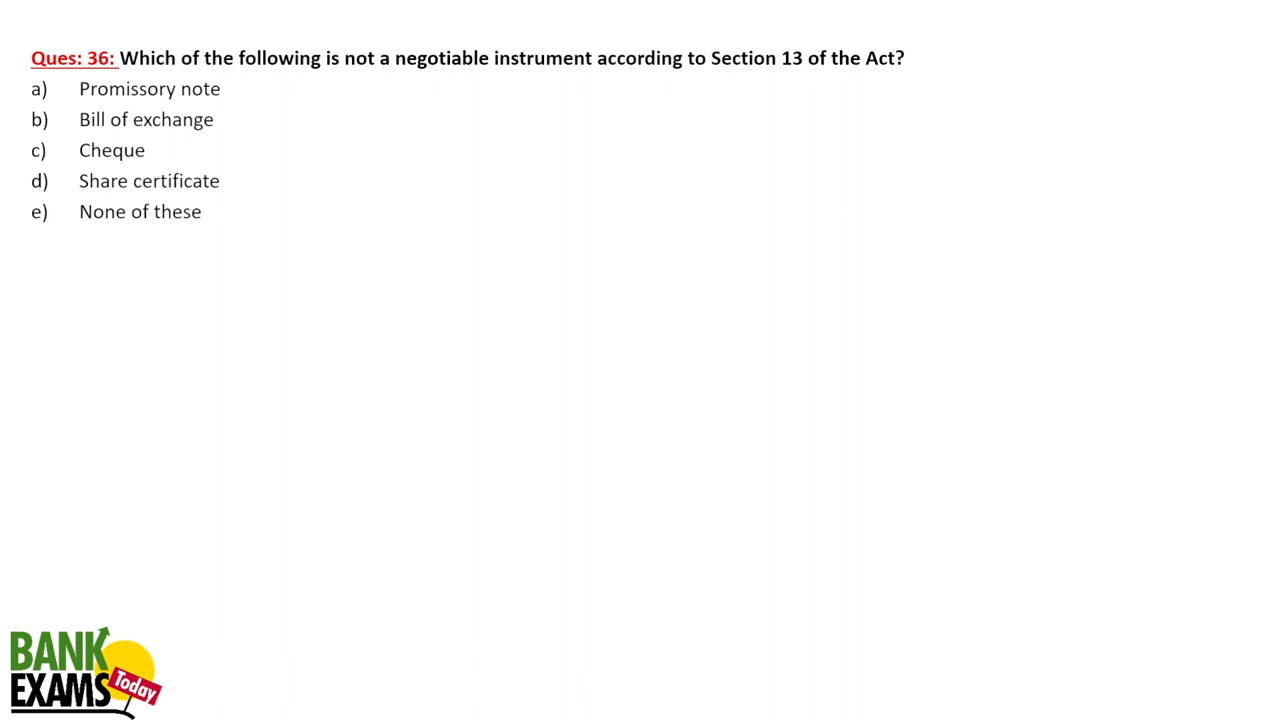 Ques: 36: Which of the following is not a negotiable instrument according to Section 13 of the Act?
a) Promissory note
b) Bill of exchange
c) Cheque
d) Share certificate
e) None of these
BANK
EXAMS
Today